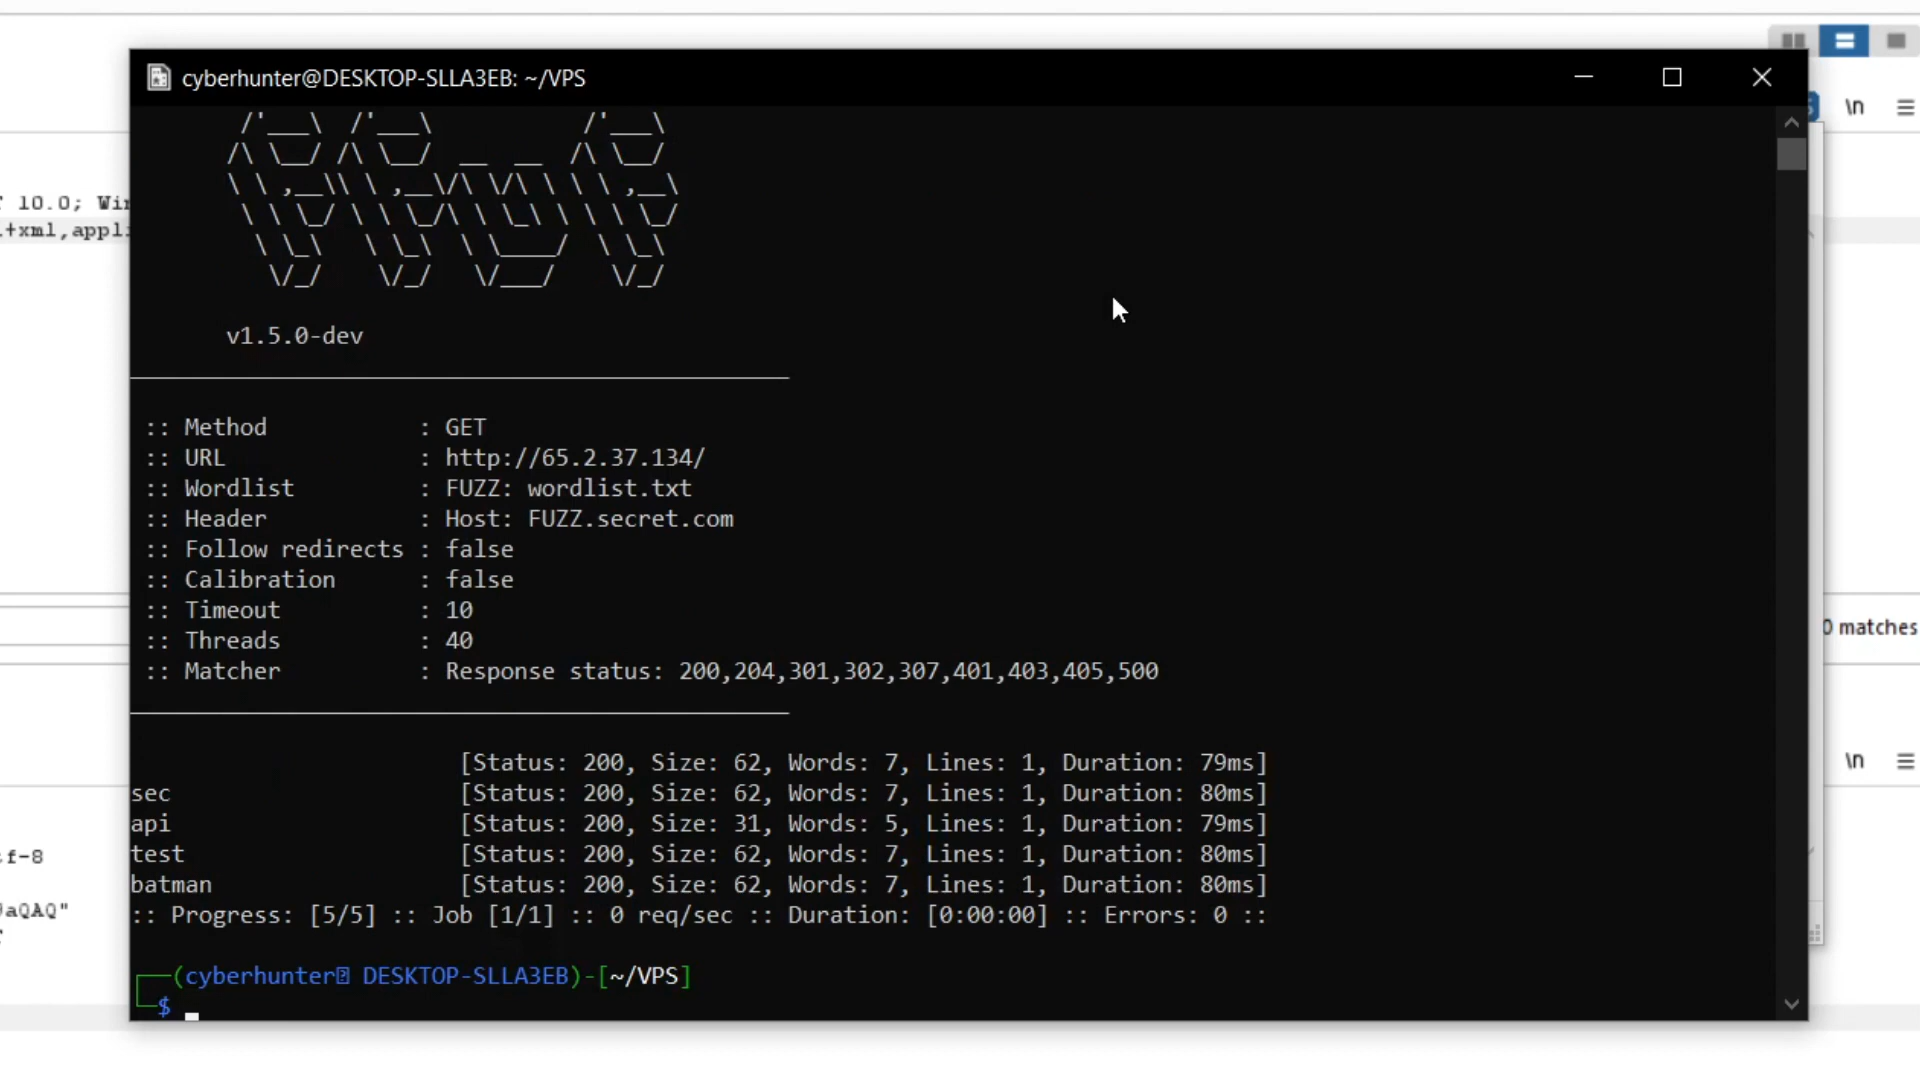 cyberhunter@DESKTOP-SLLA3EB: ~/VPS
\n
10.0; Win
+xml,appli
v1.5.0-dev
:: Method : GET
:: URL : http://65.2.37.134/
:: Wordlist : FUZZ: wordlist.txt
:: Header : Host: FUZZ.secret.com
:: Follow redirects : false
:: Calibration : false
:: Timeout : 10
:: Threads : 40
:: Matcher : Response status: 200,204,301,302,307,401,403,405,500
0 matches
[Status: 200, Size: 62, Words: 7, Lines: 1, Duration: 79ms]
\n
sec [Status: 200, Size: 62, Words: 7, Lines: 1, Duration: 80ms]
api [Status: 200, Size: 31, Words: 5, Lines: 1, Duration: 79ms]
test [Status: 200, Size: 62, Words: 7, Lines: 1, Duration: 80ms]
f-8
batman [Status: 200, Size: 62, Words: 7, Lines: 1, Duration: 80ms]
aQAQ"
:: Progress: [5/5] :: Job [1/1] :: 0 req/sec :: Duration: [0:00:00] :: Errors: 0 ::
(cyberhunter⍰ DESKTOP-SLLA3EB)-[~/VPS]
$